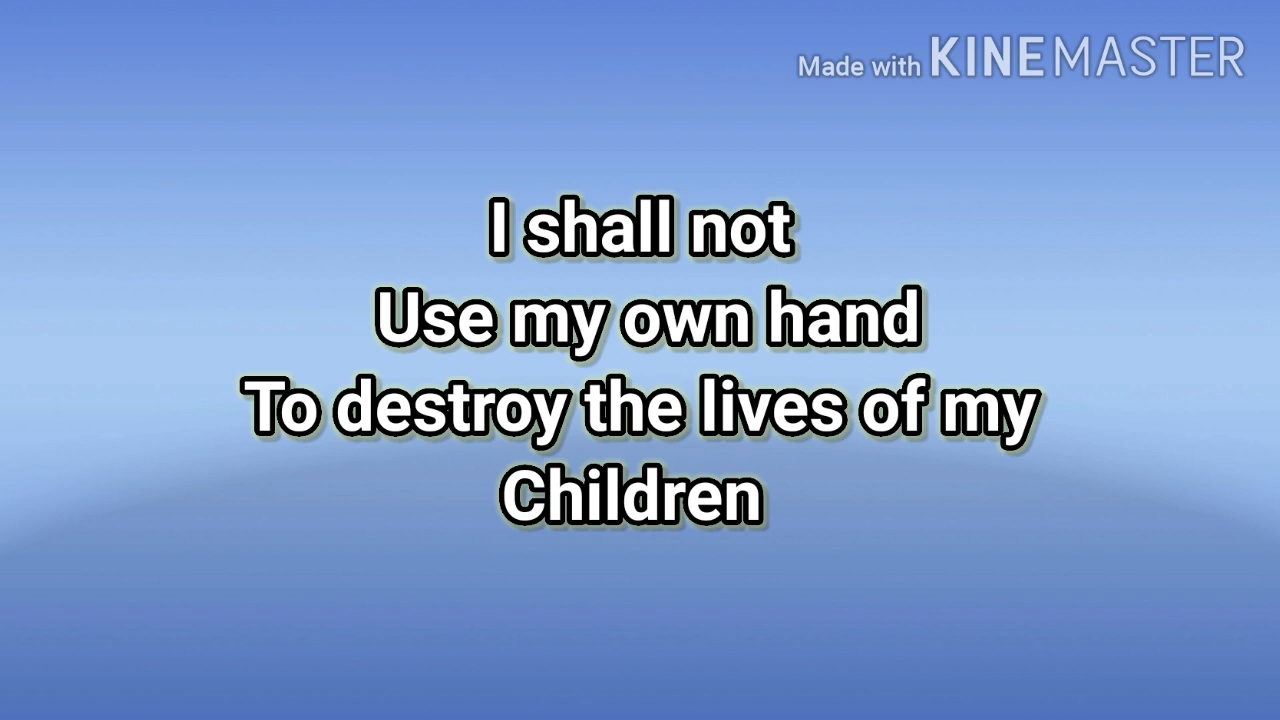 Made with KINEMASTER
I shall not
Use my own hand
To destroy the lives of my
Children